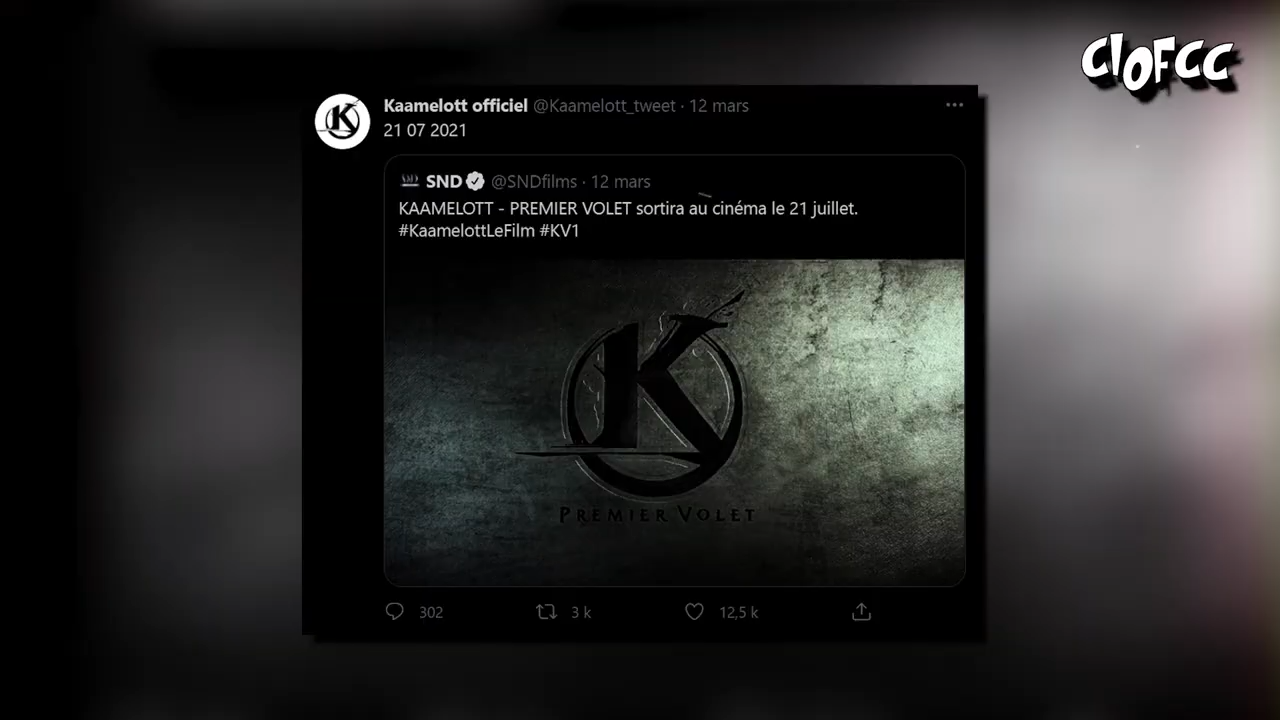 CIOFCC
Kaamelott officiel @Kaamelott_tweet · 12 mars
21 07 2021
SND @SNDfilms · 12 mars
KAAMELOTT - PREMIER VOLET sortira au cinéma le 21 juillet.
#KaamelottLeFilm #KV1
K
PREMIER VOLET
302 3 k 12,5 k